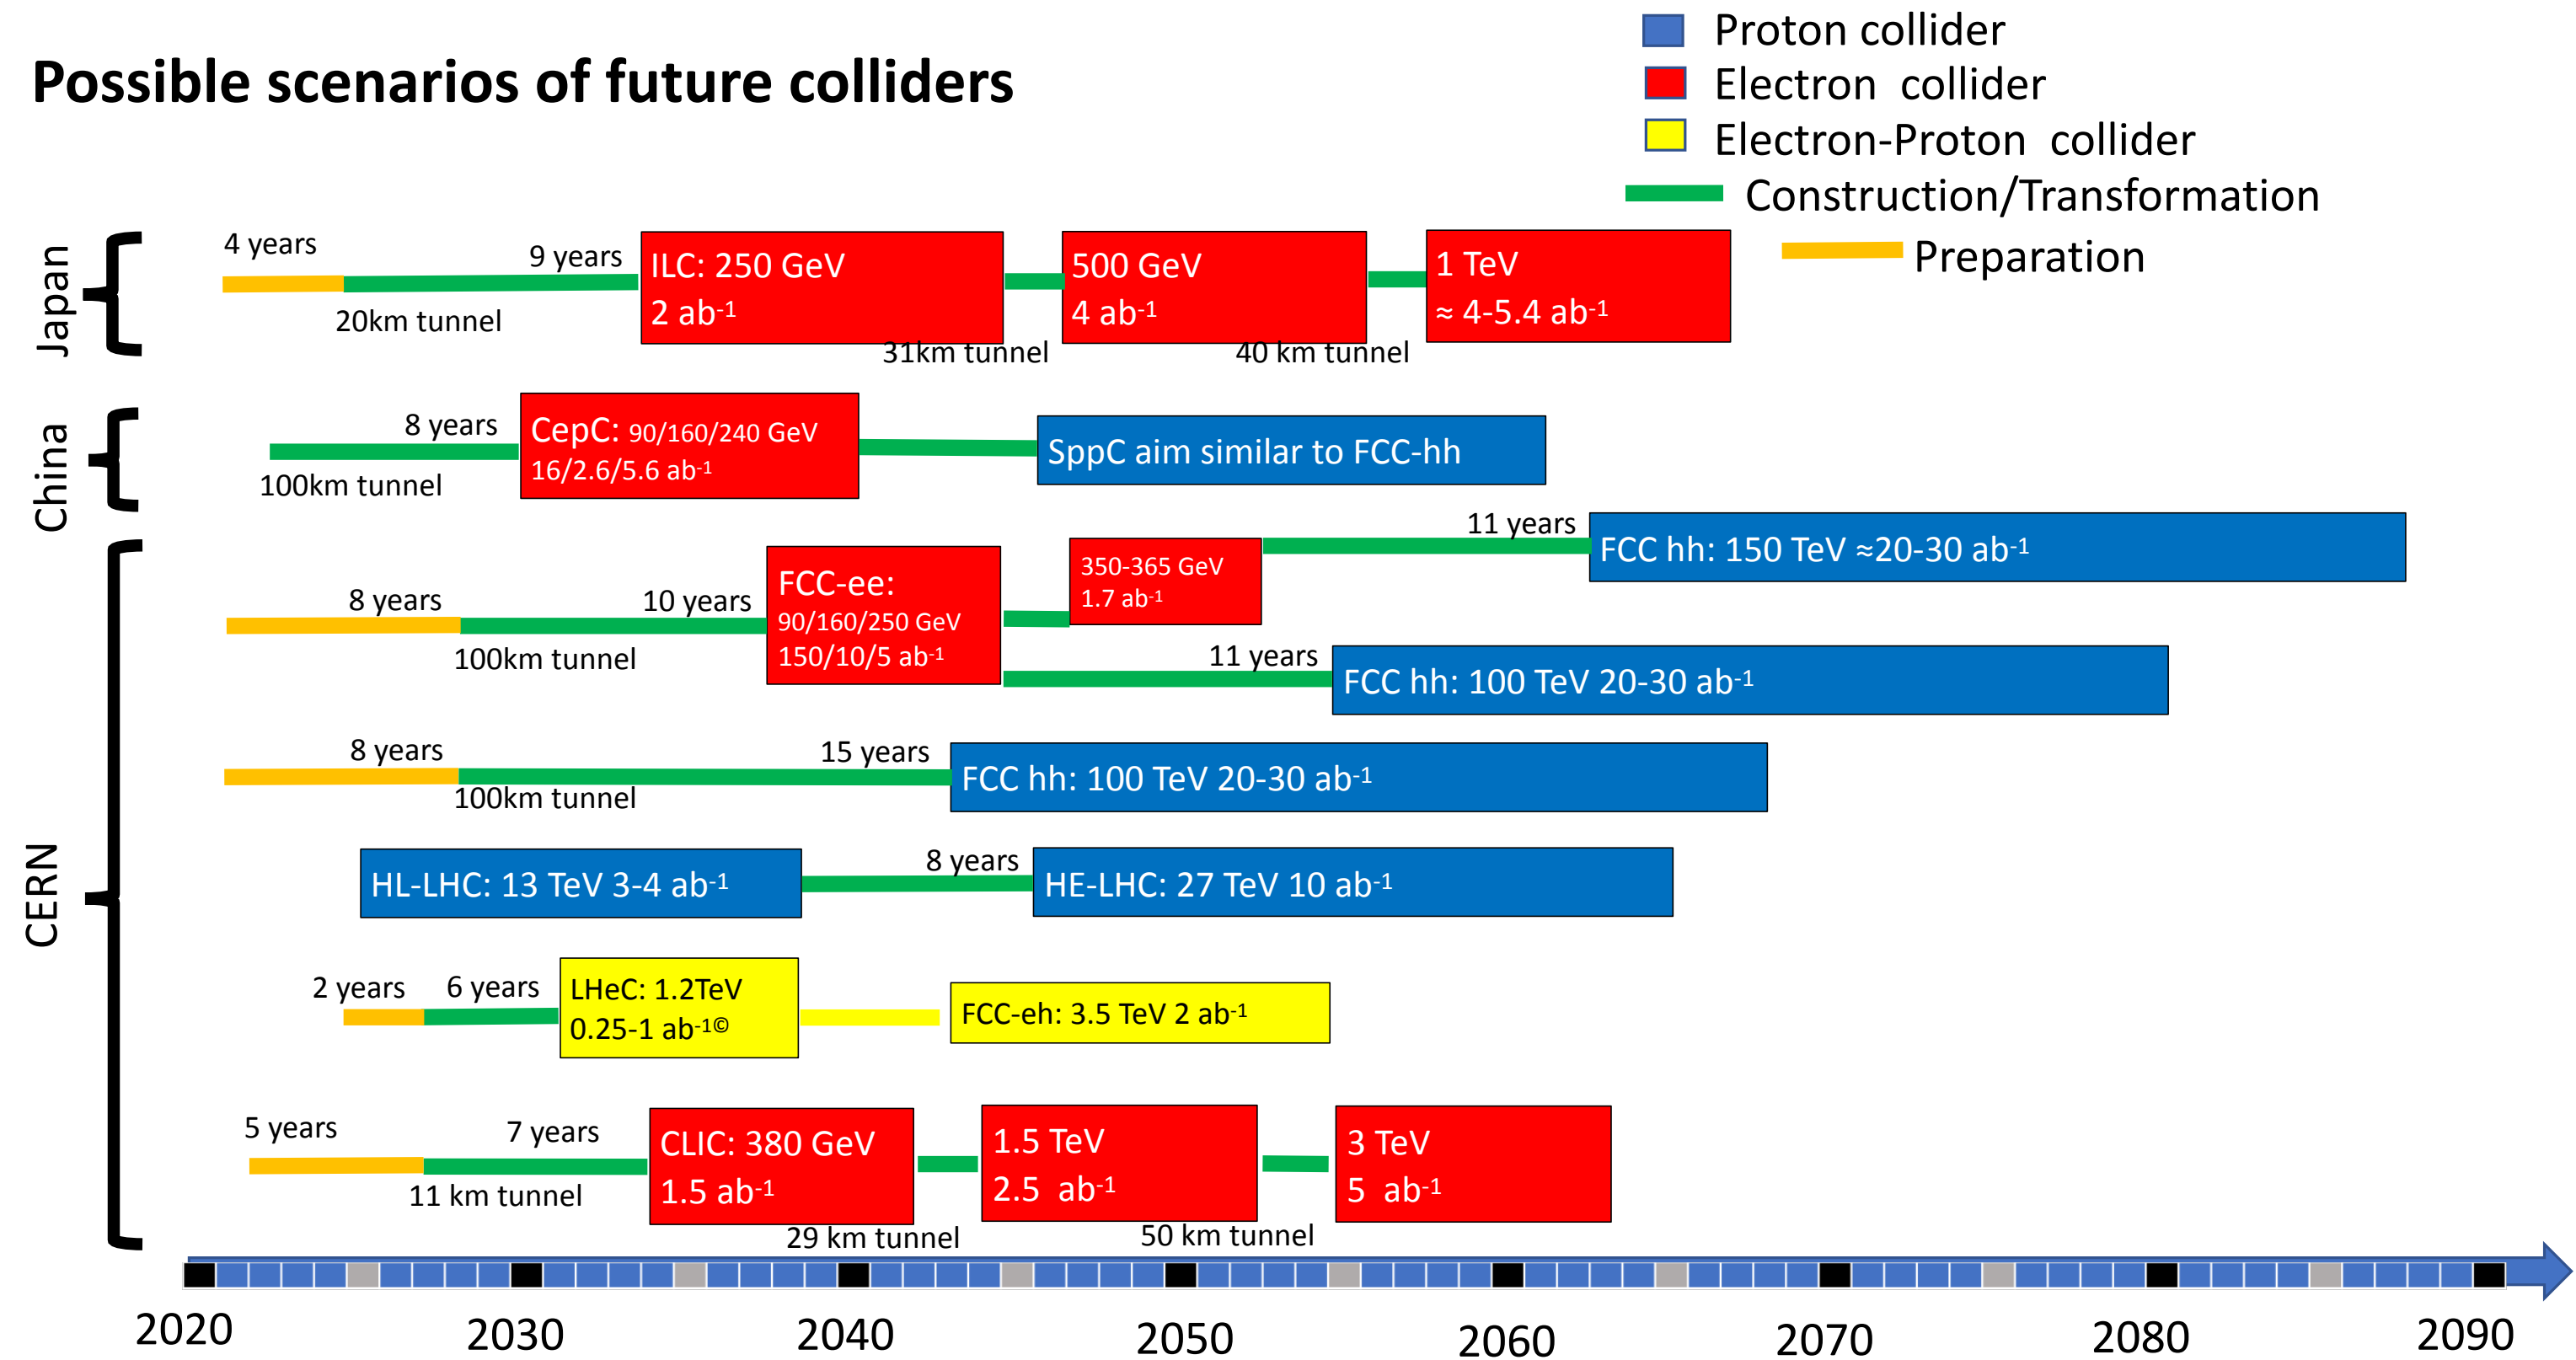 Possible scenarios of future colliders
Proton collider
Electron  collider
Electron-Proton  collider
Construction/Transformation
Preparation
Japan
4 years
9 years
20km tunnel
ILC: 250 GeV
2 ab⁻¹
31km tunnel
500 GeV
4 ab⁻¹
40 km tunnel
1 TeV
≈ 4-5.4 ab⁻¹
China
8 years
100km tunnel
CepC: 90/160/240 GeV
16/2.6/5.6 ab⁻¹
SppC aim similar to FCC-hh
CERN
8 years
10 years
100km tunnel
FCC-ee:
90/160/250 GeV
150/10/5 ab⁻¹
350-365 GeV
1.7 ab⁻¹
11 years
FCC hh: 150 TeV ≈20-30 ab⁻¹
11 years
FCC hh: 100 TeV 20-30 ab⁻¹
8 years
15 years
100km tunnel
FCC hh: 100 TeV 20-30 ab⁻¹
HL-LHC: 13 TeV 3-4 ab⁻¹
8 years
HE-LHC: 27 TeV 10 ab⁻¹
2 years
6 years
LHeC: 1.2TeV
0.25-1 ab⁻¹©
FCC-eh: 3.5 TeV 2 ab⁻¹
5 years
7 years
11 km tunnel
CLIC: 380 GeV
1.5 ab⁻¹
29 km tunnel
1.5 TeV
2.5  ab⁻¹
50 km tunnel
3 TeV
5  ab⁻¹
2020
2030
2040
2050
2060
2070
2080
2090